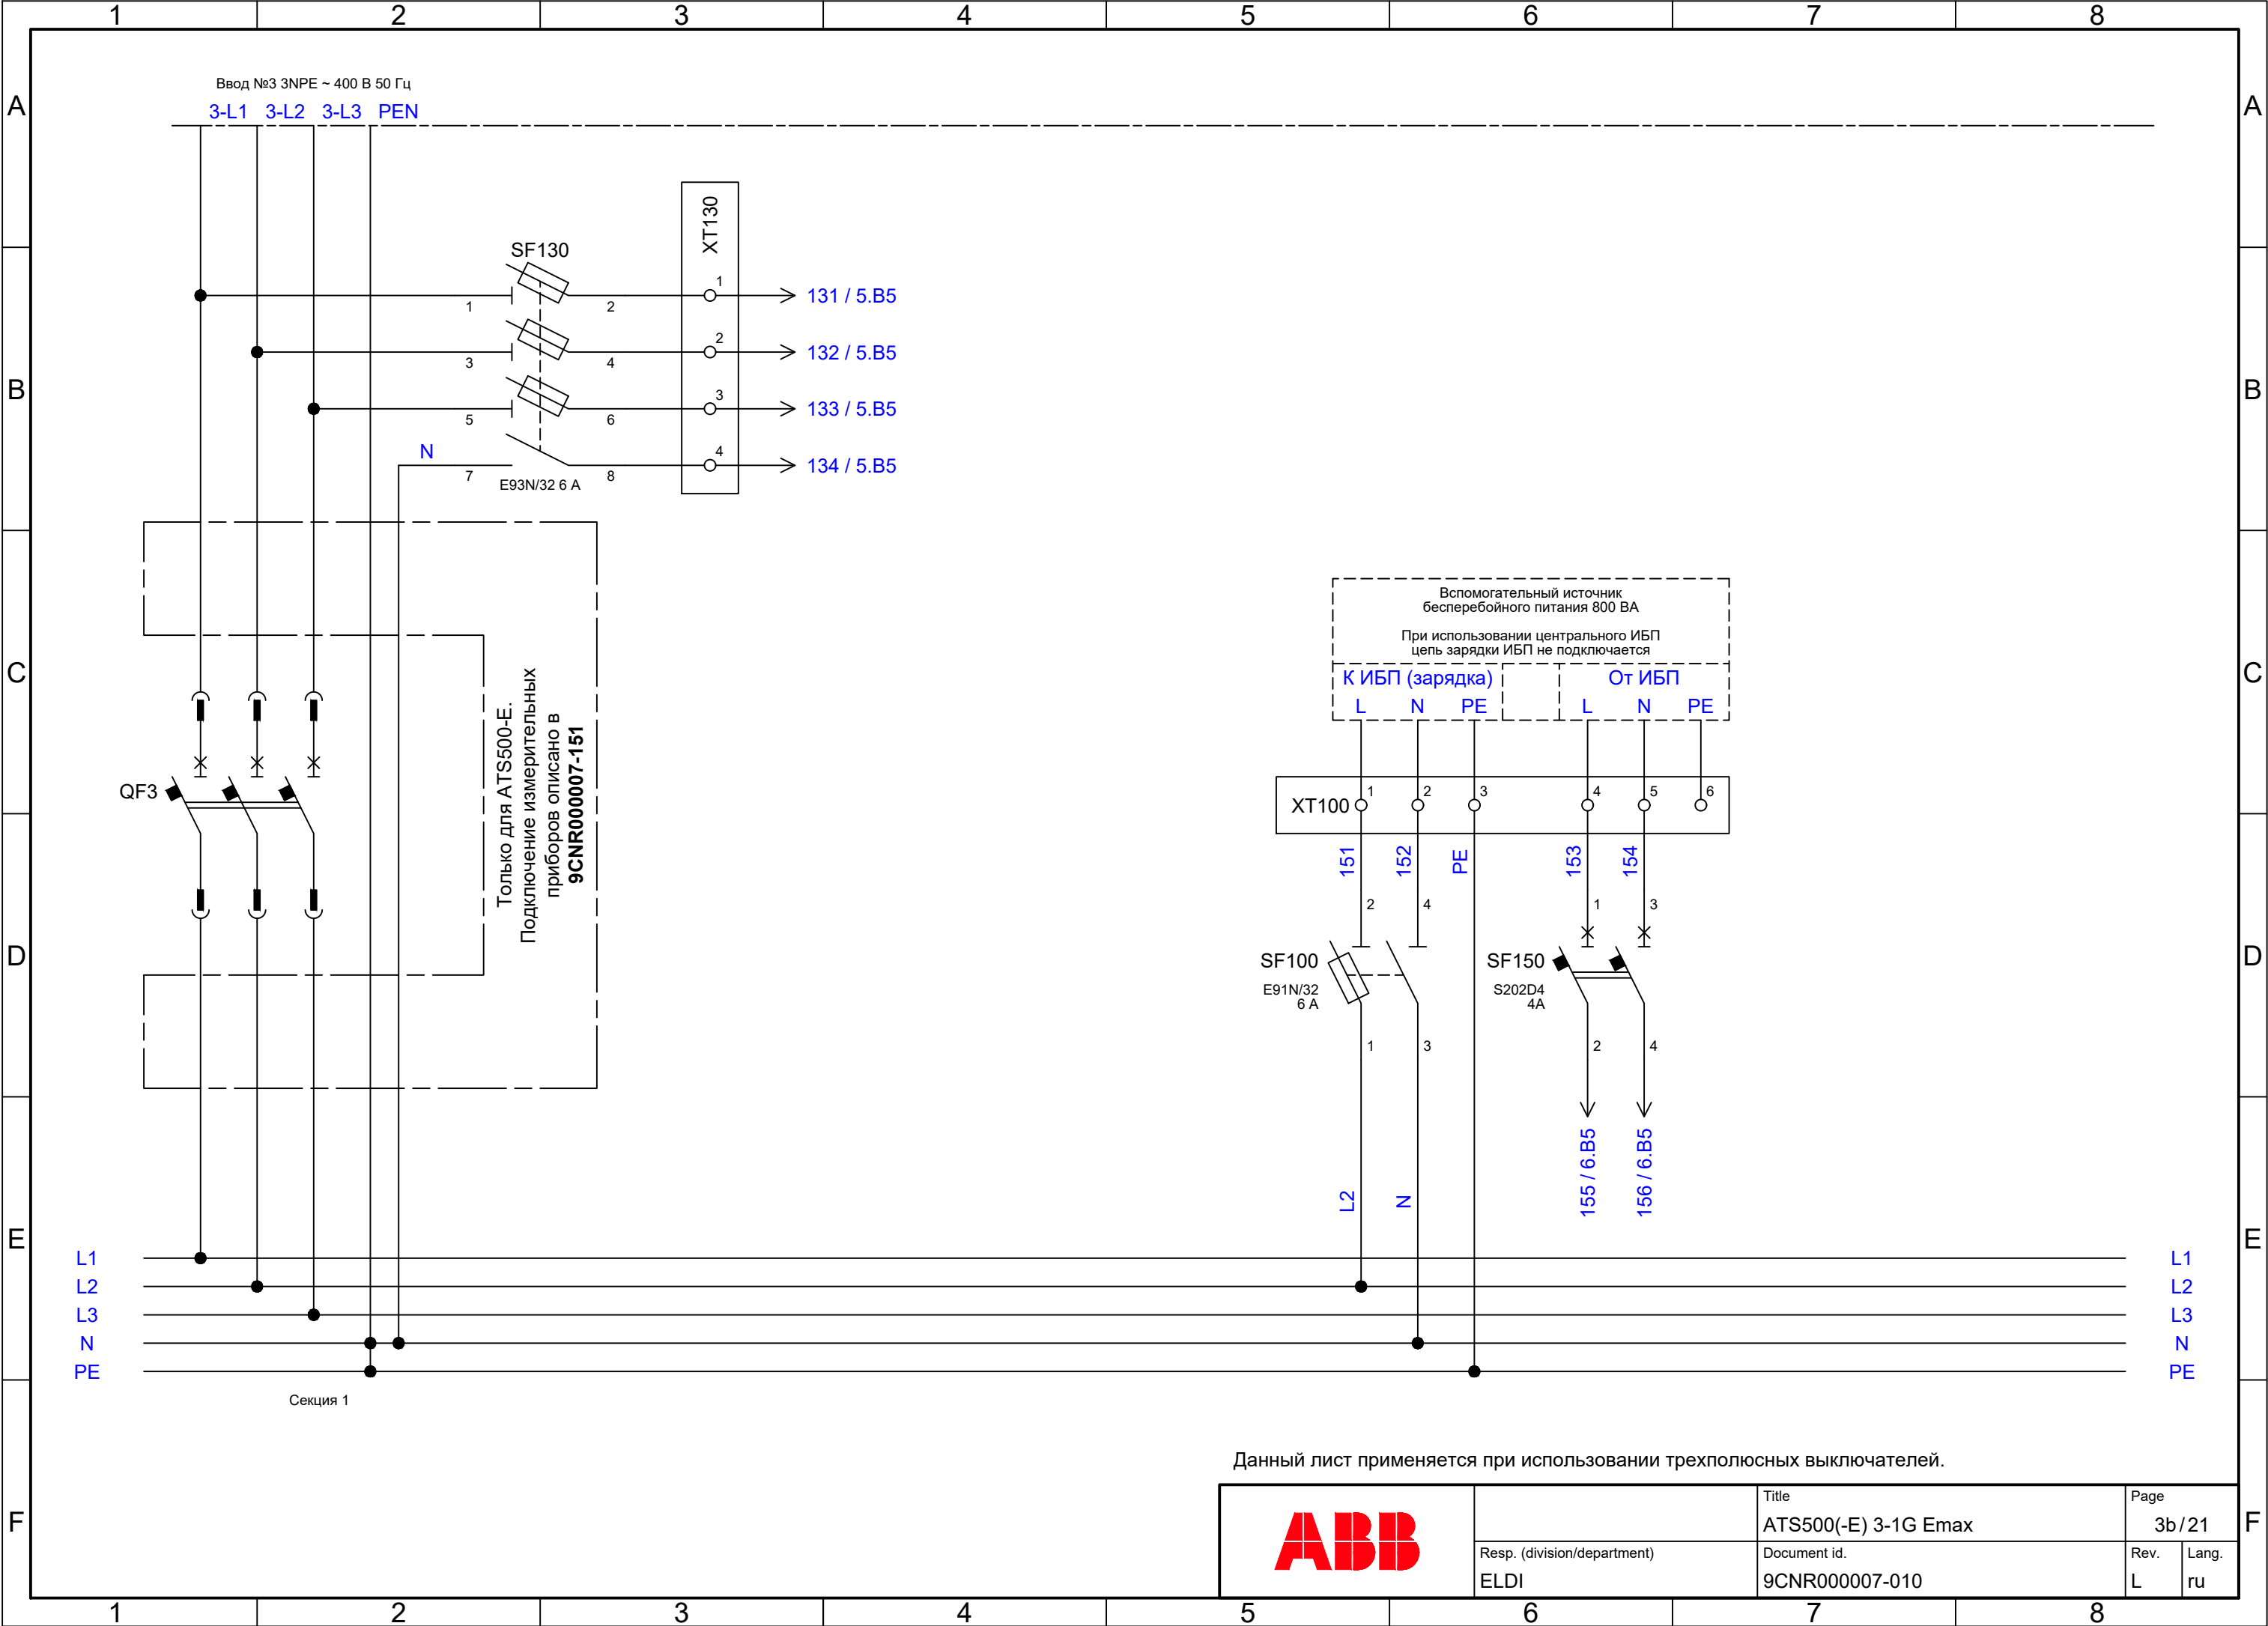 1 2 3 4 5 6 7 8
A A
B B
C C
D D
E E
F F
Ввод №3 3NPE ~ 400 В 50 Гц
3-L1 3-L2 3-L3 PEN
SF130
XT130
1 2 1 131 / 5.B5
3 4 2 132 / 5.B5
5 6 3 133 / 5.B5
N 7 8 4 134 / 5.B5
E93N/32 6 A
QF3
Только для ATS500-E.
Подключение измерительных
приборов описано в
9CNR000007-151
Вспомогательный источник
бесперебойного питания 800 ВА
При использовании центрального ИБП
цепь зарядки ИБП не подключается
К ИБП (зарядка) От ИБП
L N PE L N PE
XT100 1 2 3 4 5 6
151 152 PE 153 154
2 4 1 3
SF100
E91N/32
6 A
SF150
S202D4
4A
1 3 2 4
L2 N 155 / 6.B5 156 / 6.B5
L1 L1
L2 L2
L3 L3
N N
PE PE
Секция 1
Данный лист применяется при использовании трехполюсных выключателей.
ABB
Title
ATS500(-E) 3-1G Emax
Page
3b/21
Resp. (division/department)
ELDI
Document id.
9CNR000007-010
Rev.
L
Lang.
ru
1 2 3 4 5 6 7 8